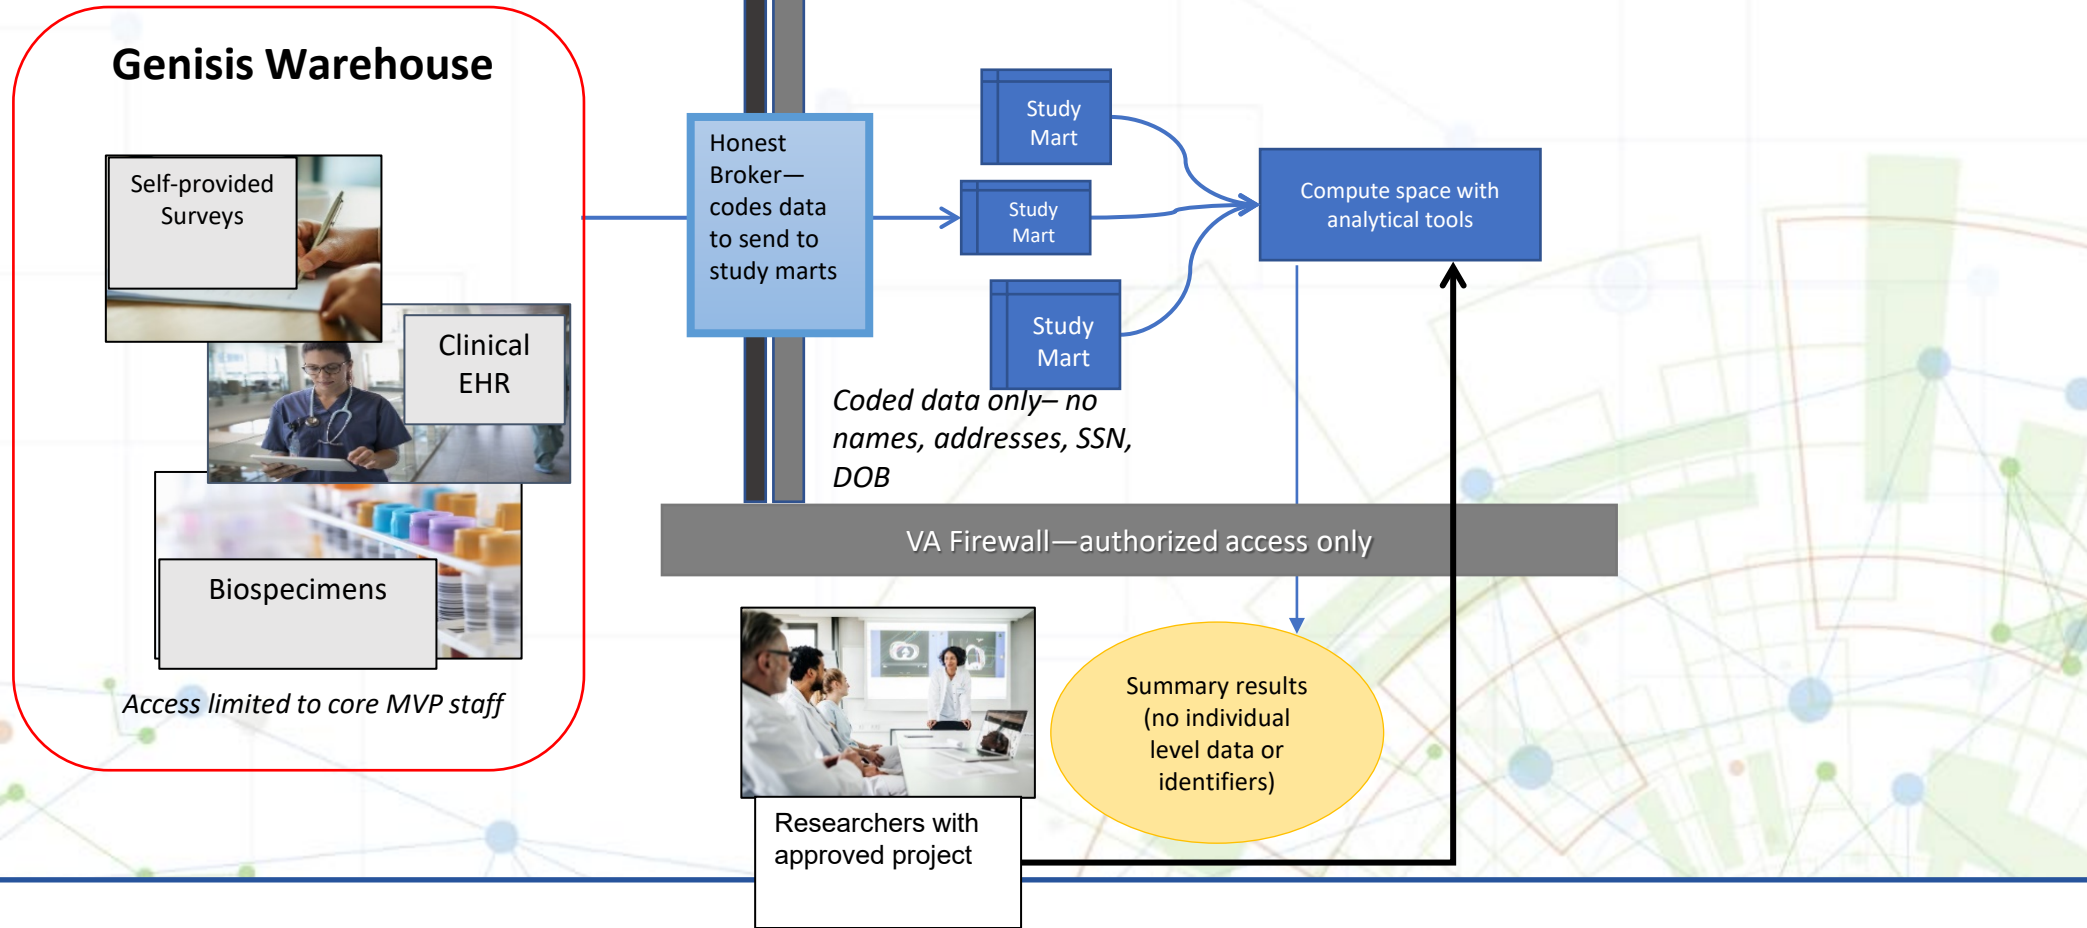 Genisis Warehouse
Self-provided
Surveys
Clinical
EHR
Biospecimens
Access limited to core MVP staff
Honest
Broker—
codes data
to send to
study marts
Study
Mart
Study
Mart
Study
Mart
Coded data only– no
names, addresses, SSN,
DOB
Compute space with
analytical tools
VA Firewall—authorized access only
Researchers with
approved project
Summary results
(no individual
level data or
identifiers)